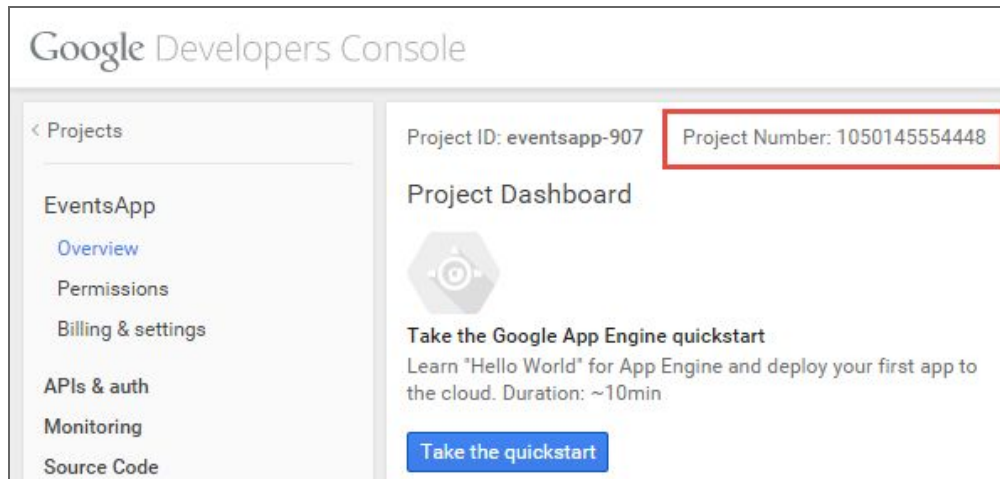 Google Developers Console
< Projects
EventsApp
Overview
Permissions
Billing & settings
APIs & auth
Monitoring
Source Code
Project ID: eventsapp-907 Project Number: 1050145554448
Project Dashboard
Take the Google App Engine quickstart
Learn "Hello World" for App Engine and deploy your first app to
the cloud. Duration: ~10min
Take the quickstart